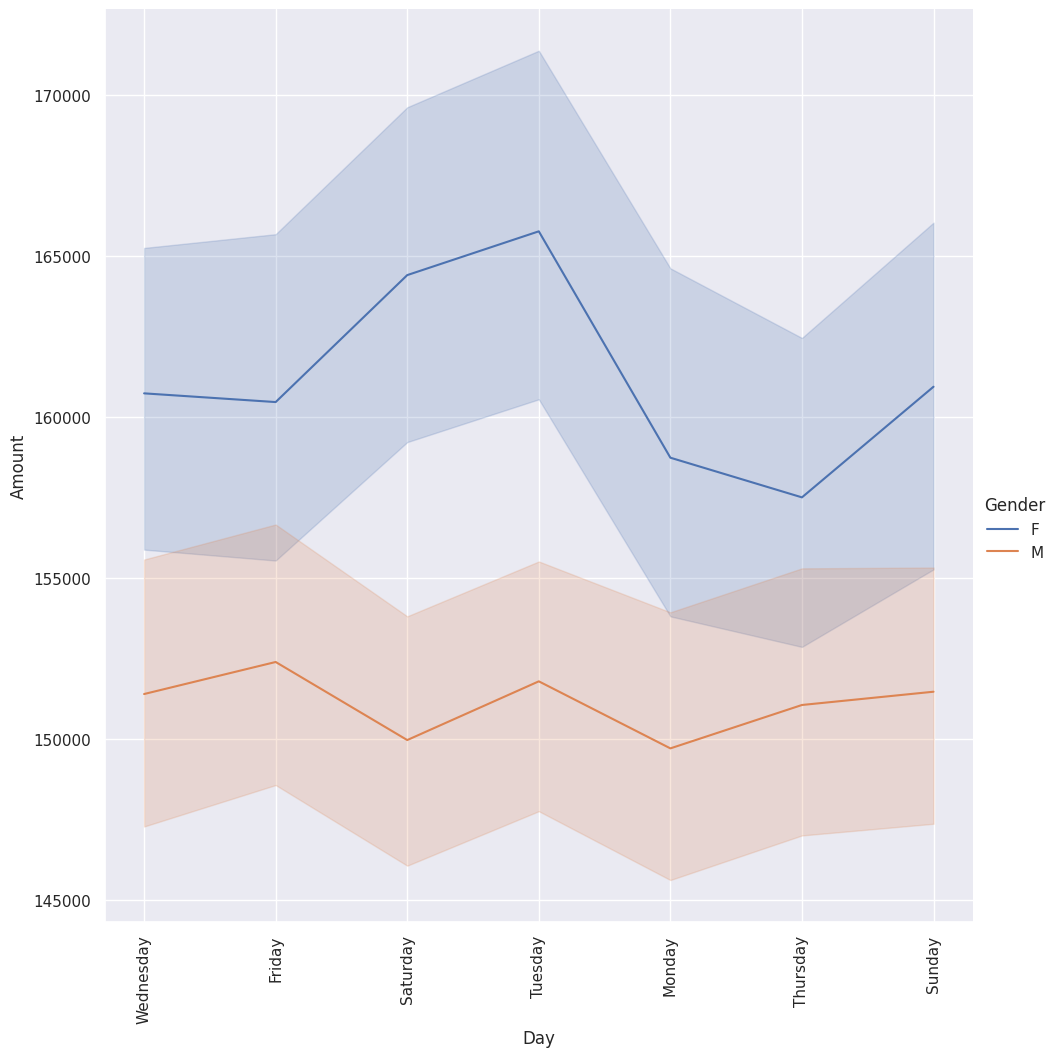 170000
165000
160000
155000
150000
145000
Amount
Wednesday
Friday
Saturday
Tuesday
Monday
Thursday
Sunday
Day
Gender
F
M